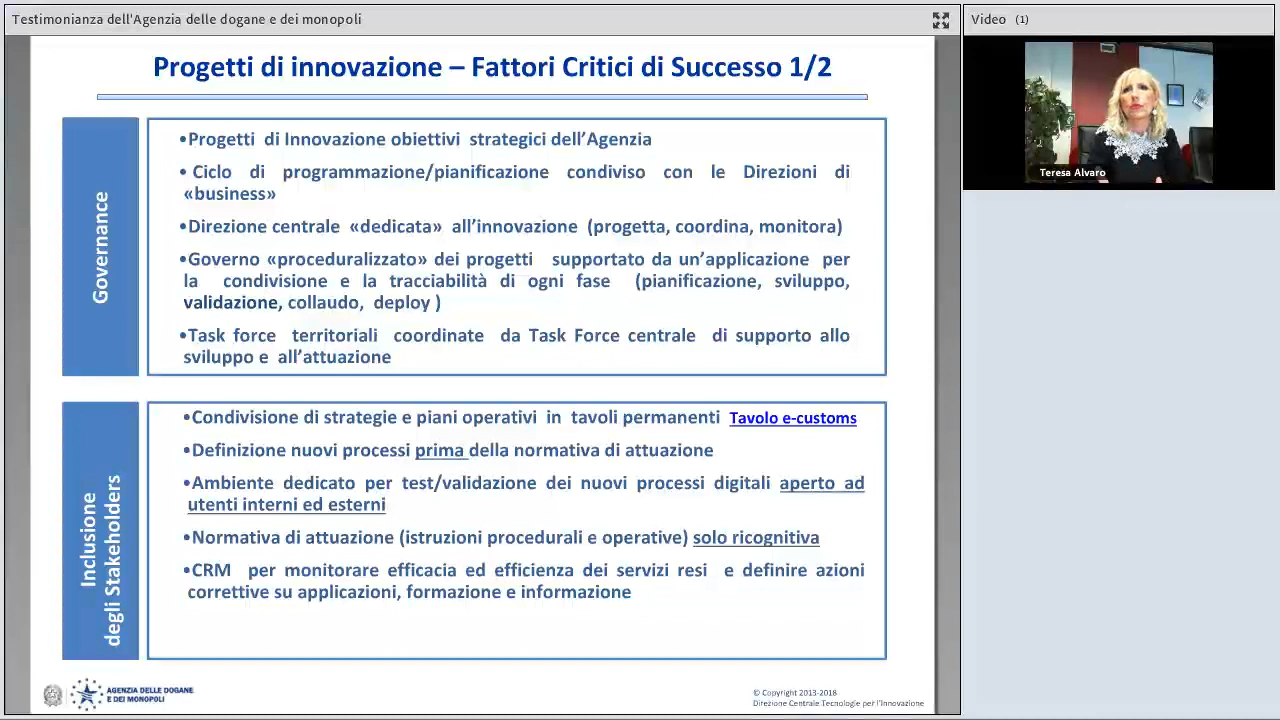 Testimonianza dell'Agenzia delle dogane e dei monopoli
Video (1)
Teresa Alvaro
Progetti di innovazione – Fattori Critici di Successo 1/2
Governance
•Progetti di Innovazione obiettivi strategici dell’Agenzia
• Ciclo di programmazione/pianificazione condiviso con le Direzioni di
«business»
•Direzione centrale «dedicata» all’innovazione (progetta, coordina, monitora)
•Governo «proceduralizzato» dei progetti supportato da un’applicazione per
la condivisione e la tracciabilità di ogni fase (pianificazione, sviluppo,
validazione, collaudo, deploy )
•Task force territoriali coordinate da Task Force centrale di supporto allo
sviluppo e all’attuazione
Inclusione
degli Stakeholders
•Condivisione di strategie e piani operativi in tavoli permanenti Tavolo e-customs
•Definizione nuovi processi prima della normativa di attuazione
•Ambiente dedicato per test/validazione dei nuovi processi digitali aperto ad
utenti interni ed esterni
•Normativa di attuazione (istruzioni procedurali e operative) solo ricognitiva
•CRM per monitorare efficacia ed efficienza dei servizi resi e definire azioni
correttive su applicazioni, formazione e informazione
AGENZIA DELLE DOGANE
E DEI MONOPOLI
© Copyright 2013-2018
Direzione Centrale Tecnologie per l'Innovazione